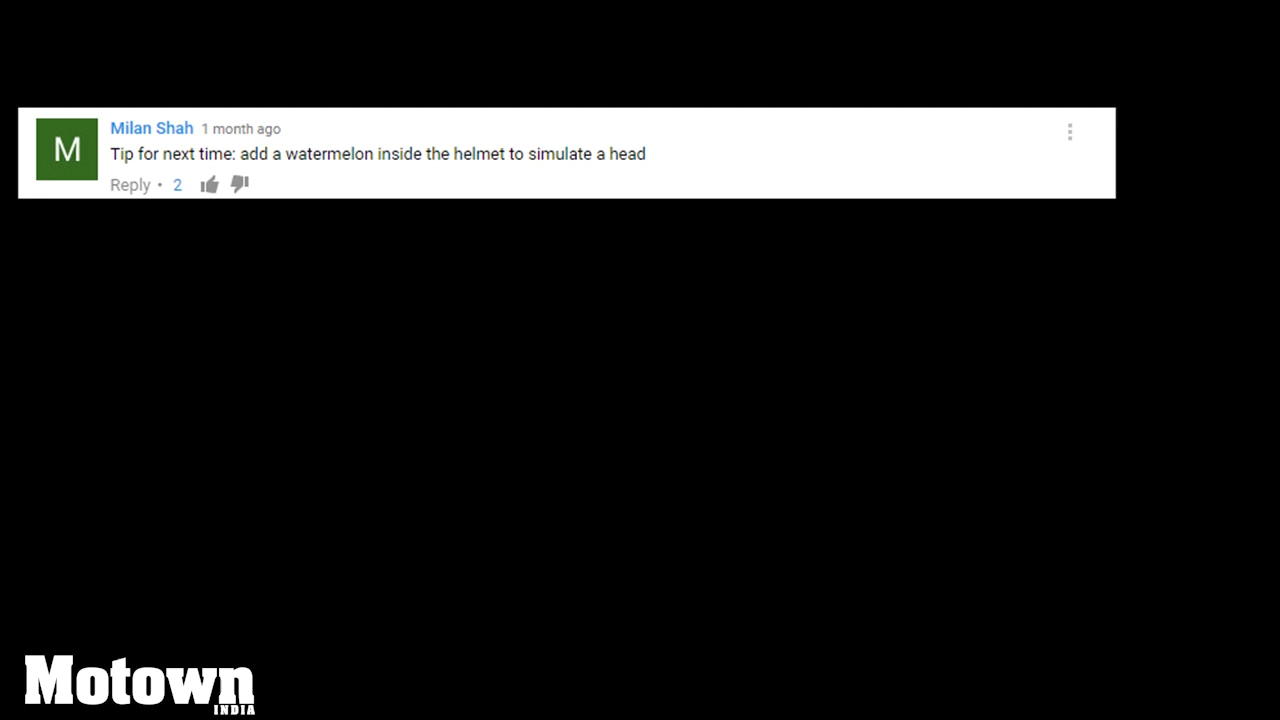 M
Milan Shah 1 month ago
Tip for next time: add a watermelon inside the helmet to simulate a head
Reply • 2
Motown
INDIA